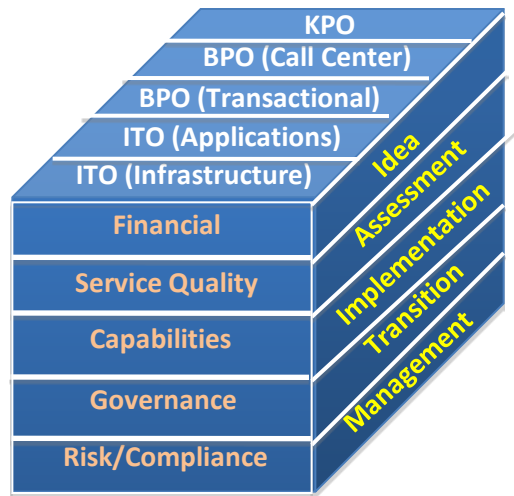 KPO
BPO (Call Center)
BPO (Transactional)
ITO (Applications)
ITO (Infrastructure)
Financial
Service Quality
Capabilities
Governance
Risk/Compliance
Idea
Assessment
Implementation
Transition
Management